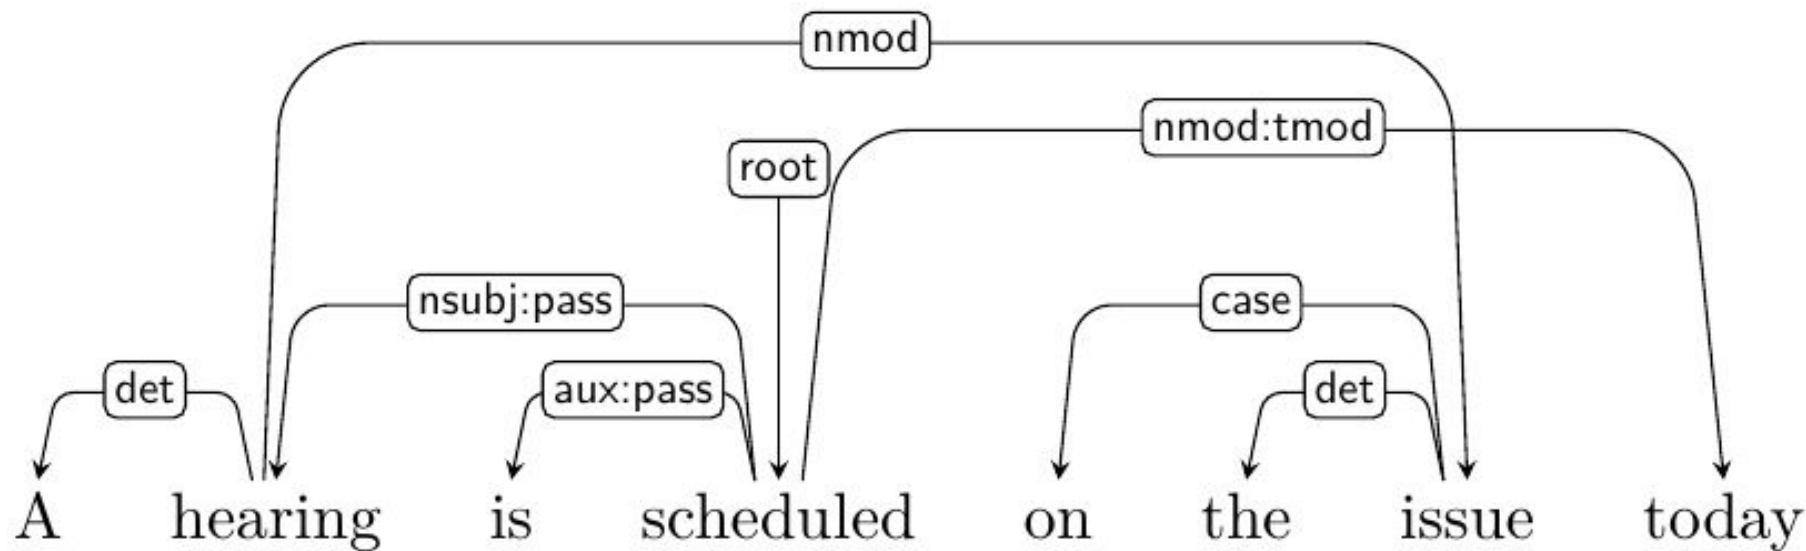 nmod
nmod:tmod
root
nsubj:pass case
det aux:pass det
A hearing is scheduled on the issue today